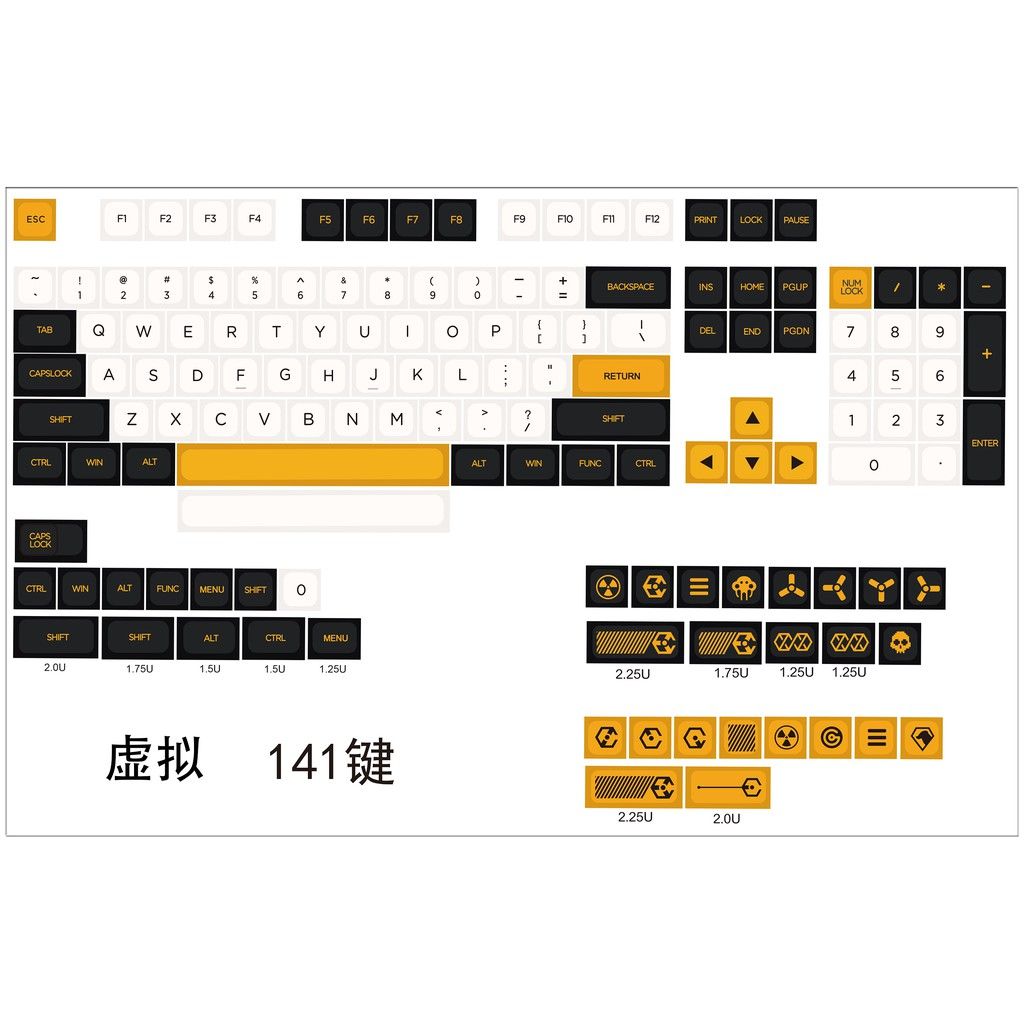 ESC F1 F2 F3 F4 F5 F6 F7 F8 F9 F10 F11 F12 PRINT LOCK PAUSE
~ ! @ # $ % ^ & * ( ) — +
` 1 2 3 4 5 6 7 8 9 0 - = BACKSPACE INS HOME PGUP NUM LOCK / * −
TAB Q W E R T Y U I O P { [ } ] | \ DEL END PGDN 7 8 9 +
CAPSLOCK A S D F G H J K L : ; " ' RETURN 4 5 6
SHIFT Z X C V B N M < , > . ? / SHIFT ▲ 1 2 3 ENTER
CTRL WIN ALT ALT WIN FUNC CTRL ◀ ▼ ▶ 0 .
CAPS
LOCK
CTRL WIN ALT FUNC MENU SHIFT 0
SHIFT SHIFT ALT CTRL MENU
2.0U 1.75U 1.5U 1.5U 1.25U
2.25U 1.75U 1.25U 1.25U
虚拟 141键
2.25U 2.0U